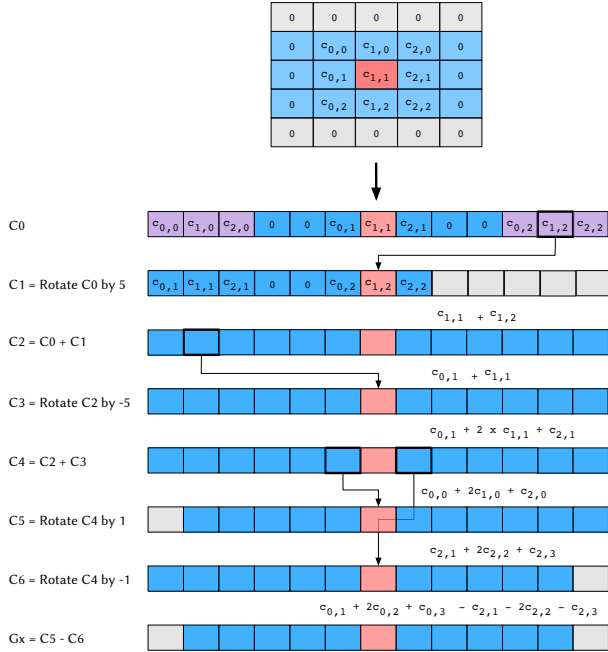 0 0 0 0 0
0 c0,0 c1,0 c2,0 0
0 c0,1 c1,1 c2,1 0
0 c0,2 c1,2 c2,2 0
0 0 0 0 0
C0 c0,0 c1,0 c2,0 0 0 c0,1 c1,1 c2,1 0 0 c0,2 c1,2 c2,2
C1 = Rotate C0 by 5 c0,1 c1,1 c2,1 0 0 c0,2 c1,2 c2,2
c1,1 + c1,2
C2 = C0 + C1
c0,1 + c1,1
C3 = Rotate C2 by -5
c0,1 + 2 x c1,1 + c2,1
C4 = C2 + C3
c0,0 + 2c1,0 + c2,0
C5 = Rotate C4 by 1
c2,1 + 2c2,2 + c2,3
C6 = Rotate C4 by -1
c0,1 + 2c0,2 + c0,3 - c2,1 - 2c2,2 - c2,3
Gx = C5 - C6